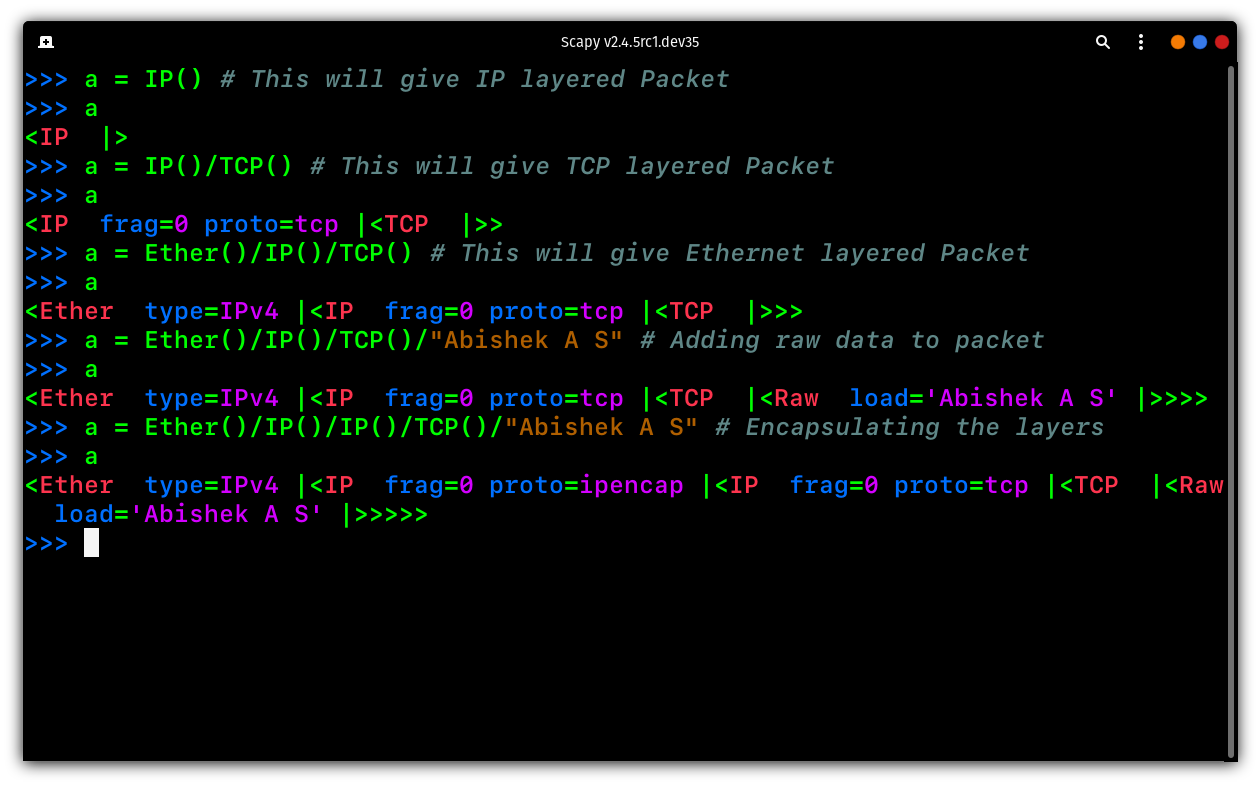 Scapy v2.4.5rc1.dev35
>>> a = IP() # This will give IP layered Packet
>>> a
<IP  |>
>>> a = IP()/TCP() # This will give TCP layered Packet
>>> a
<IP  frag=0 proto=tcp |<TCP  |>>
>>> a = Ether()/IP()/TCP() # This will give Ethernet layered Packet
>>> a
<Ether  type=IPv4 |<IP  frag=0 proto=tcp |<TCP  |>>>
>>> a = Ether()/IP()/TCP()/"Abishek A S" # Adding raw data to packet
>>> a
<Ether  type=IPv4 |<IP  frag=0 proto=tcp |<TCP  |<Raw  load='Abishek A S' |>>>>
>>> a = Ether()/IP()/IP()/TCP()/"Abishek A S" # Encapsulating the layers
>>> a
<Ether  type=IPv4 |<IP  frag=0 proto=ipencap |<IP  frag=0 proto=tcp |<TCP  |<Raw
  load='Abishek A S' |>>>>>
>>>